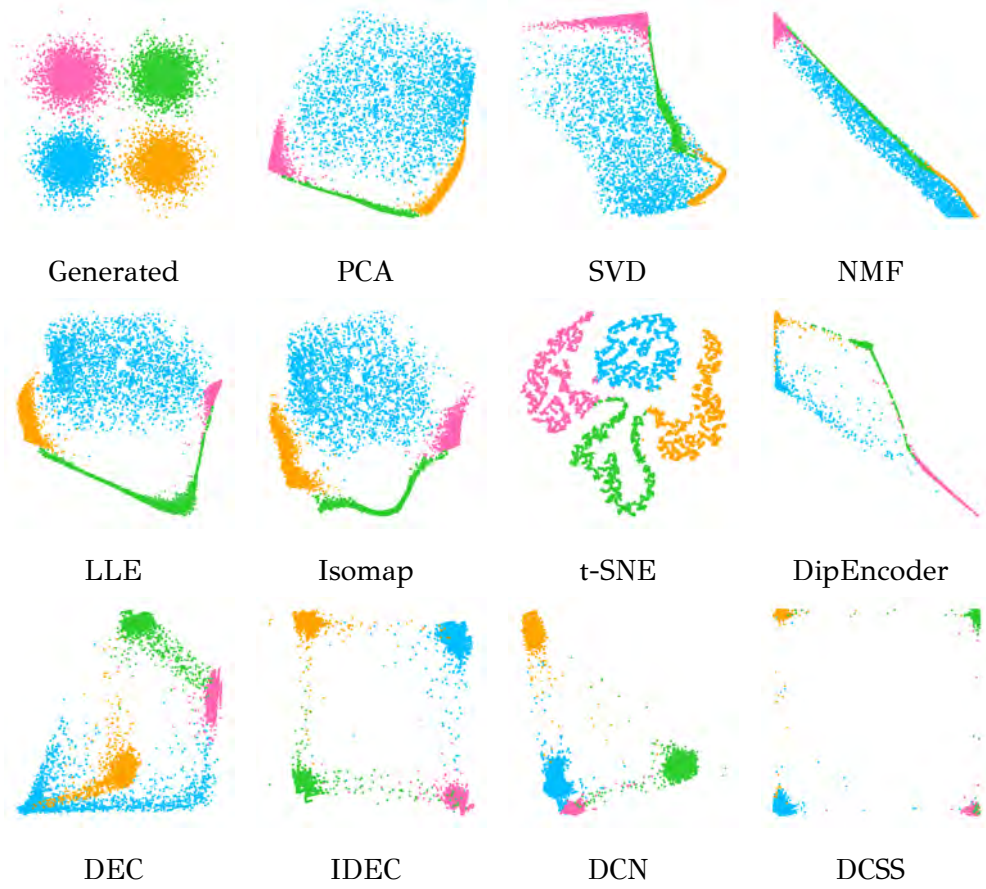 Generated PCA SVD NMF
LLE Isomap t-SNE DipEncoder
DEC IDEC DCN DCSS